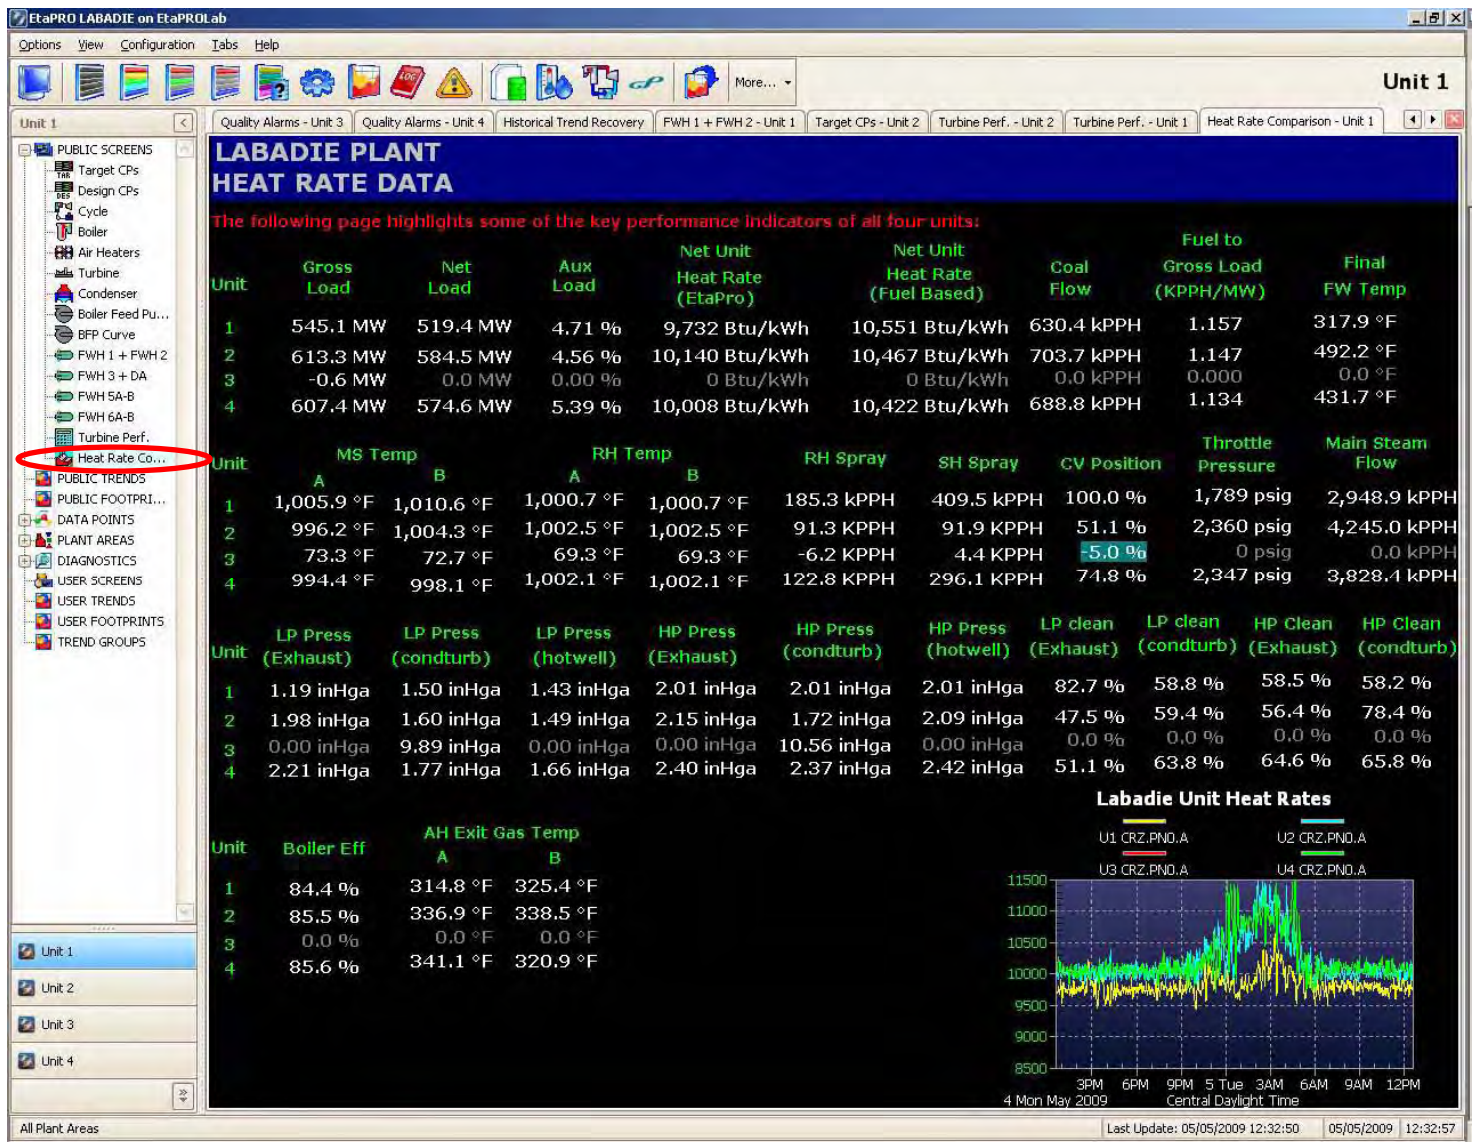 EtaPRO LABADIE on EtaPROLab
Options View Configuration Tabs Help
LOG More... Unit 1
Unit 1
Quality Alarms - Unit 3 Quality Alarms - Unit 4 Historical Trend Recovery FWH 1 + FWH 2 - Unit 1 Target CPs - Unit 2 Turbine Perf. - Unit 2 Turbine Perf. - Unit 1 Heat Rate Comparison - Unit 1
PUBLIC SCREENS
Target CPs
Design CPs
Cycle
Boiler
Air Heaters
Turbine
Condenser
Boiler Feed Pu...
BFP Curve
FWH 1 + FWH 2
FWH 3 + DA
FWH 5A-B
FWH 6A-B
Turbine Perf.
Heat Rate Co...
PUBLIC TRENDS
PUBLIC FOOTPRI...
DATA POINTS
PLANT AREAS
DIAGNOSTICS
USER SCREENS
USER TRENDS
USER FOOTPRINTS
TREND GROUPS
Unit 1
Unit 2
Unit 3
Unit 4
LABADIE PLANT
HEAT RATE DATA
The following page highlights some of the key performance indicators of all four units:
Unit Gross Load Net Load Aux Load Net Unit Heat Rate (EtaPro) Net Unit Heat Rate (Fuel Based) Coal Flow Fuel to Gross Load (KPPH/MW) Final FW Temp
1 545.1 MW 519.4 MW 4.71 % 9,732 Btu/kWh 10,551 Btu/kWh 630.4 kPPH 1.157 317.9 °F
2 613.3 MW 584.5 MW 4.56 % 10,140 Btu/kWh 10,467 Btu/kWh 703.7 kPPH 1.147 492.2 °F
3 -0.6 MW 0.0 MW 0.00 % 0 Btu/kWh 0 Btu/kWh 0.0 kPPH 0.000 0.0 °F
4 607.4 MW 574.6 MW 5.39 % 10,008 Btu/kWh 10,422 Btu/kWh 688.8 kPPH 1.134 431.7 °F
Unit MS Temp A B RH Temp A B RH Spray SH Spray CV Position Throttle Pressure Main Steam Flow
1 1,005.9 °F 1,010.6 °F 1,000.7 °F 1,000.7 °F 185.3 kPPH 409.5 kPPH 100.0 % 1,789 psig 2,948.9 kPPH
2 996.2 °F 1,004.3 °F 1,002.5 °F 1,002.5 °F 91.3 KPPH 91.9 KPPH 51.1 % 2,360 psig 4,245.0 kPPH
3 73.3 °F 72.7 °F 69.3 °F 69.3 °F -6.2 KPPH 4.4 KPPH -5.0 % 0 psig 0.0 kPPH
4 994.4 °F 998.1 °F 1,002.1 °F 1,002.1 °F 122.8 KPPH 296.1 KPPH 74.8 % 2,347 psig 3,828.4 kPPH
Unit LP Press (Exhaust) LP Press (condturb) LP Press (hotwell) HP Press (Exhaust) HP Press (condturb) HP Press (hotwell) LP clean (Exhaust) LP clean (condturb) HP Clean (Exhaust) HP Clean (condturb)
1 1.19 inHga 1.50 inHga 1.43 inHga 2.01 inHga 2.01 inHga 2.01 inHga 82.7 % 58.8 % 58.5 % 58.2 %
2 1.98 inHga 1.60 inHga 1.49 inHga 2.15 inHga 1.72 inHga 2.09 inHga 47.5 % 59.4 % 56.4 % 78.4 %
3 0.00 inHga 9.89 inHga 0.00 inHga 0.00 inHga 10.56 inHga 0.00 inHga 0.0 % 0.0 % 0.0 % 0.0 %
4 2.21 inHga 1.77 inHga 1.66 inHga 2.40 inHga 2.37 inHga 2.42 inHga 51.1 % 63.8 % 64.6 % 65.8 %
Unit Boiler Eff AH Exit Gas Temp A B
1 84.4 % 314.8 °F 325.4 °F
2 85.5 % 336.9 °F 338.5 °F
3 0.0 % 0.0 °F 0.0 °F
4 85.6 % 341.1 °F 320.9 °F
Labadie Unit Heat Rates
U1 CRZ.PN0.A U2 CRZ.PN0.A
U3 CRZ.PN0.A U4 CRZ.PN0.A
11500
11000
10500
10000
9500
9000
8500
3PM 6PM 9PM 5 Tue 3AM 6AM 9AM 12PM
4 Mon May 2009 Central Daylight Time
All Plant Areas Last Update: 05/05/2009 12:32:50 05/05/2009 12:32:57